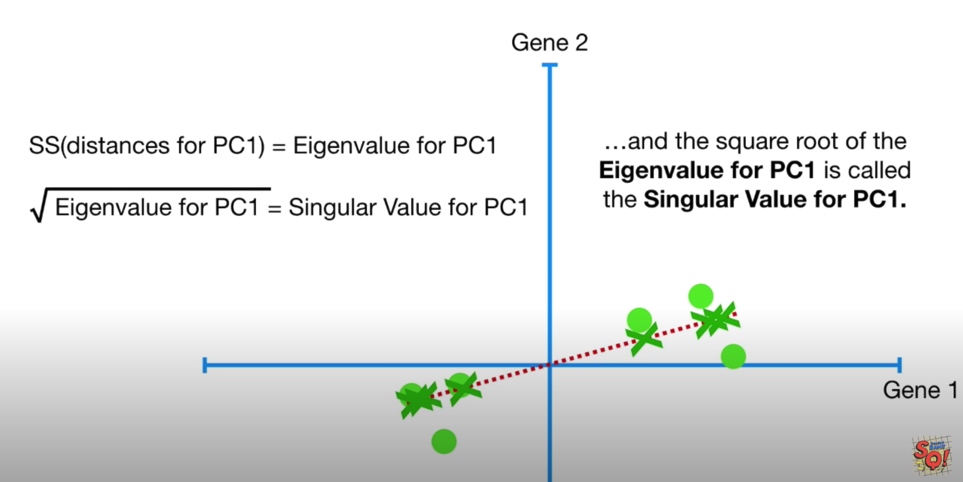 Gene 2
SS(distances for PC1) = Eigenvalue for PC1
√Eigenvalue for PC1 = Singular Value for PC1
…and the square root of the
Eigenvalue for PC1 is called
the Singular Value for PC1.
Gene 1
SQ!